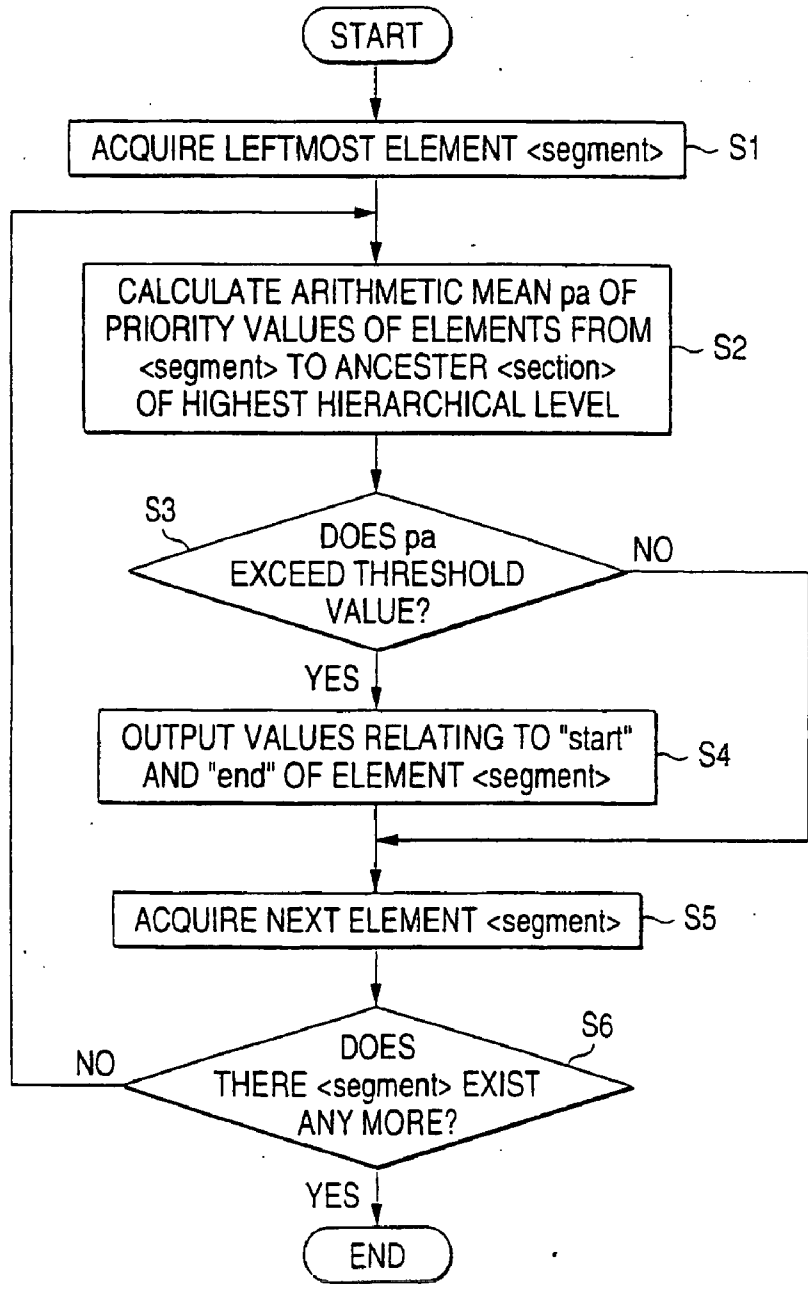 START
ACQUIRE LEFTMOST ELEMENT <segment>
S1
CALCULATE ARITHMETIC MEAN pa OF
PRIORITY VALUES OF ELEMENTS FROM
<segment> TO ANCESTER <section>
OF HIGHEST HIERARCHICAL LEVEL
S2
S3
DOES pa
EXCEED THRESHOLD
VALUE?
NO
YES
OUTPUT VALUES RELATING TO "start"
AND "end" OF ELEMENT <segment>
S4
ACQUIRE NEXT ELEMENT <segment>
S5
S6
DOES
THERE <segment> EXIST
ANY MORE?
NO
YES
END